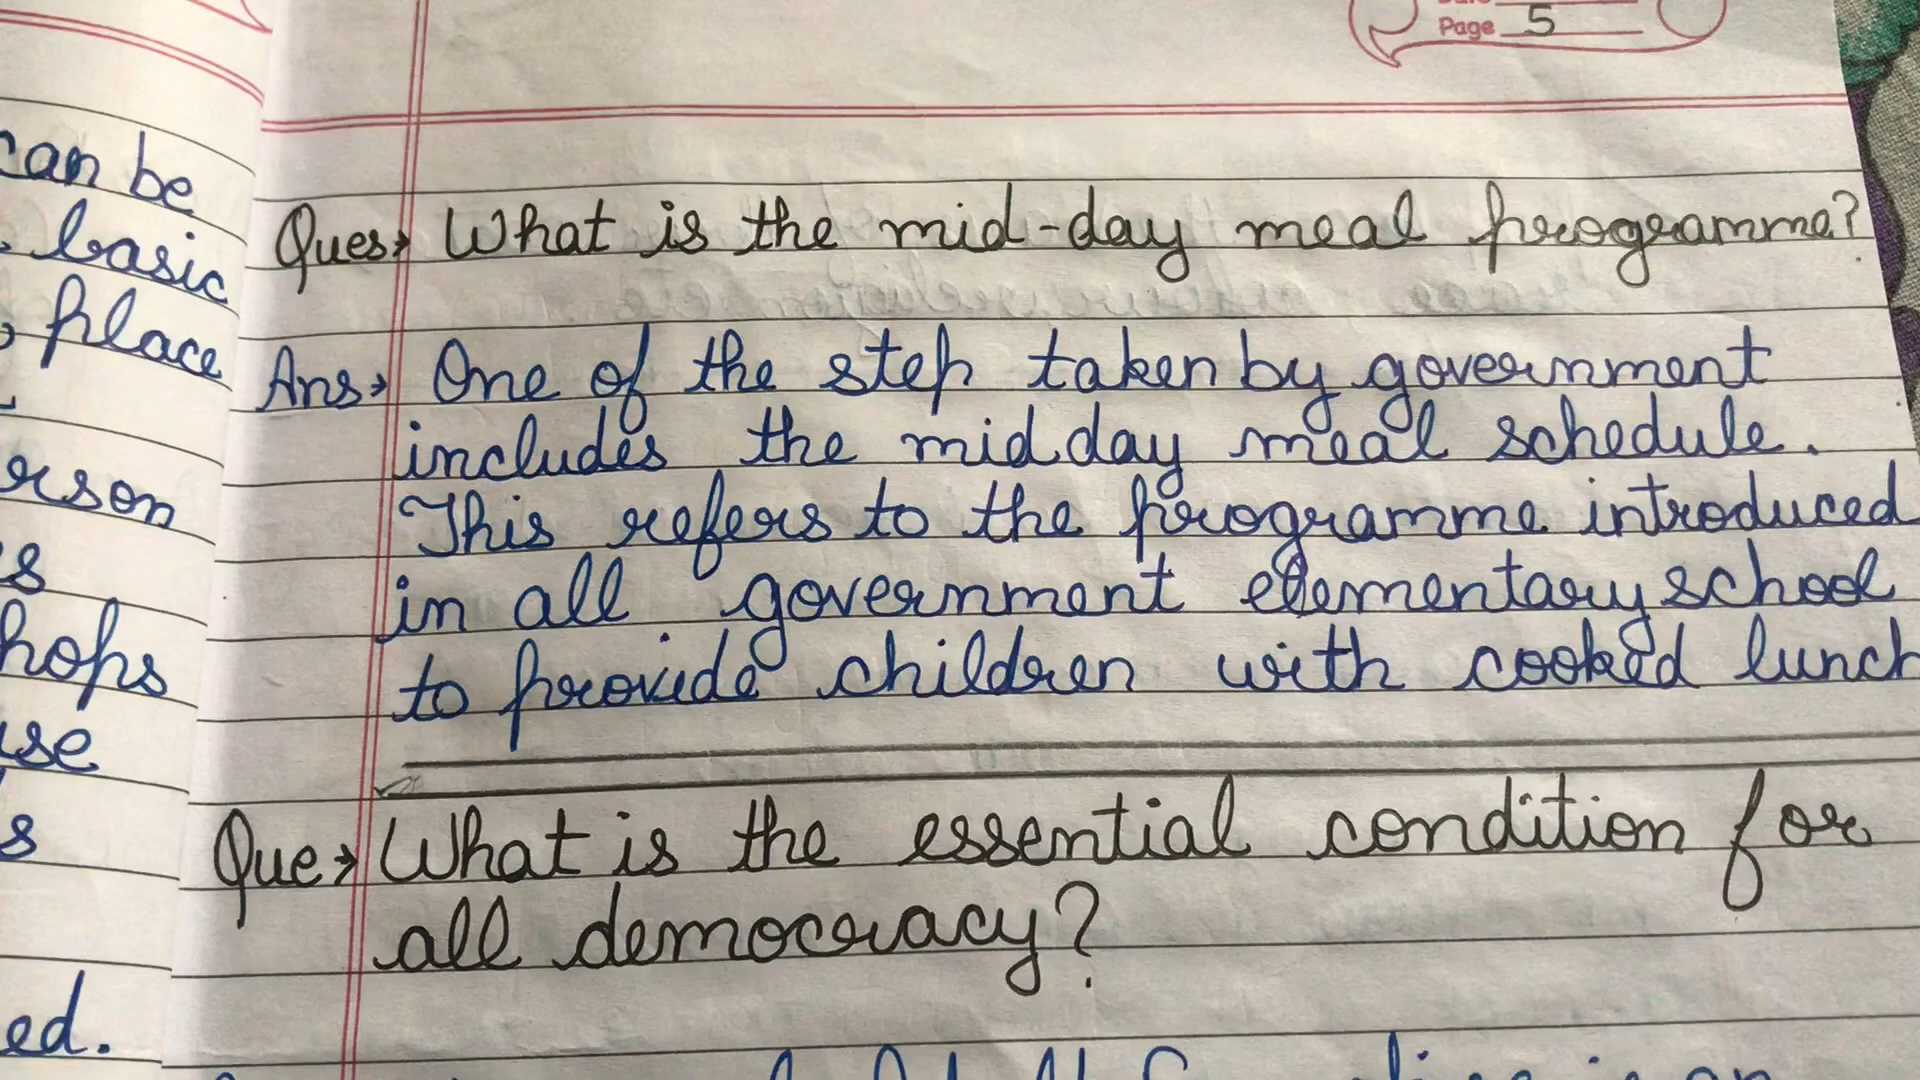 can be
basic
place
erson
s
hops
use
s
ed.
Page 5
Ques→ What is the mid-day meal programme?
Ans→ One of the step taken by government
includes the midday meal schedule.
This refers to the programme introduced
in all government elementary school
to provide children with cooked lunch
Que→ What is the essential condition for
all democracy?